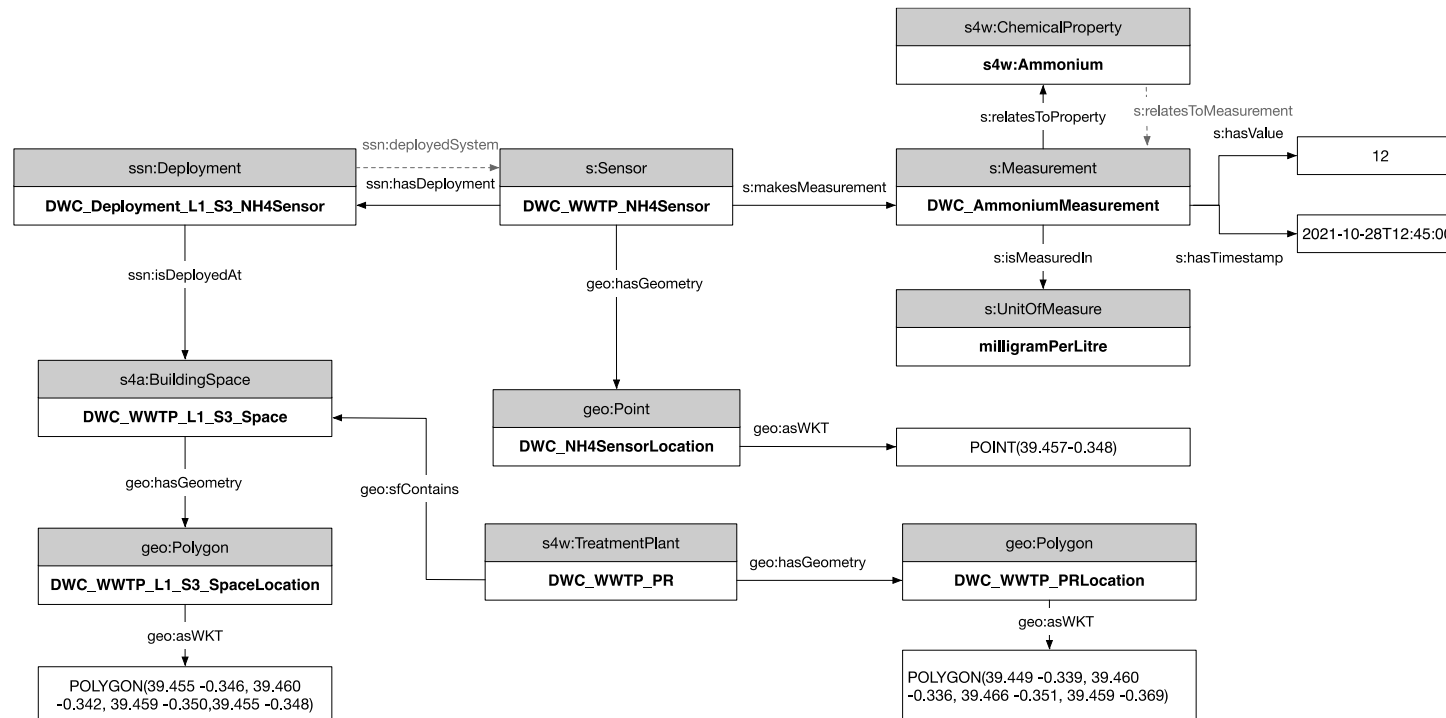 s4w:ChemicalProperty
s4w:Ammonium
s:relatesToProperty
s:relatesToMeasurement
s:hasValue
12
ssn:Deployment
DWC_Deployment_L1_S3_NH4Sensor
ssn:deployedSystem
ssn:hasDeployment
s:Sensor
DWC_WWTP_NH4Sensor
s:makesMeasurement
s:Measurement
DWC_AmmoniumMeasurement
2021-10-28T12:45:00
s:hasTimestamp
ssn:isDeployedAt
geo:hasGeometry
s:isMeasuredIn
s:UnitOfMeasure
milligramPerLitre
s4a:BuildingSpace
DWC_WWTP_L1_S3_Space
geo:Point
DWC_NH4SensorLocation
geo:asWKT
POINT(39.457-0.348)
geo:hasGeometry
geo:sfContains
geo:Polygon
DWC_WWTP_L1_S3_SpaceLocation
s4w:TreatmentPlant
DWC_WWTP_PR
geo:hasGeometry
geo:Polygon
DWC_WWTP_PRLocation
geo:asWKT
geo:asWKT
POLYGON(39.455 -0.346, 39.460
-0.342, 39.459 -0.350,39.455 -0.348)
POLYGON(39.449 -0.339, 39.460
-0.336, 39.466 -0.351, 39.459 -0.369)